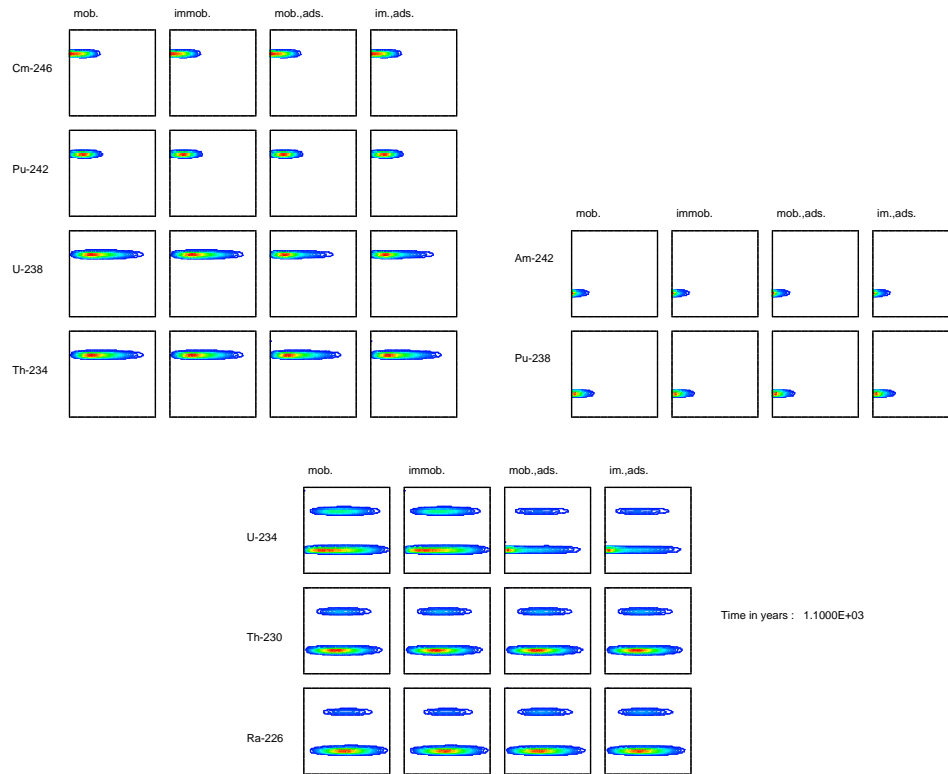 mob. immob. mob.,ads. im.,ads.
Cm-246
Pu-242
U-238
Th-234
mob. immob. mob.,ads. im.,ads.
Am-242
Pu-238
mob. immob. mob.,ads. im.,ads.
U-234
Th-230
Time in years : 1.1000E+03
Ra-226